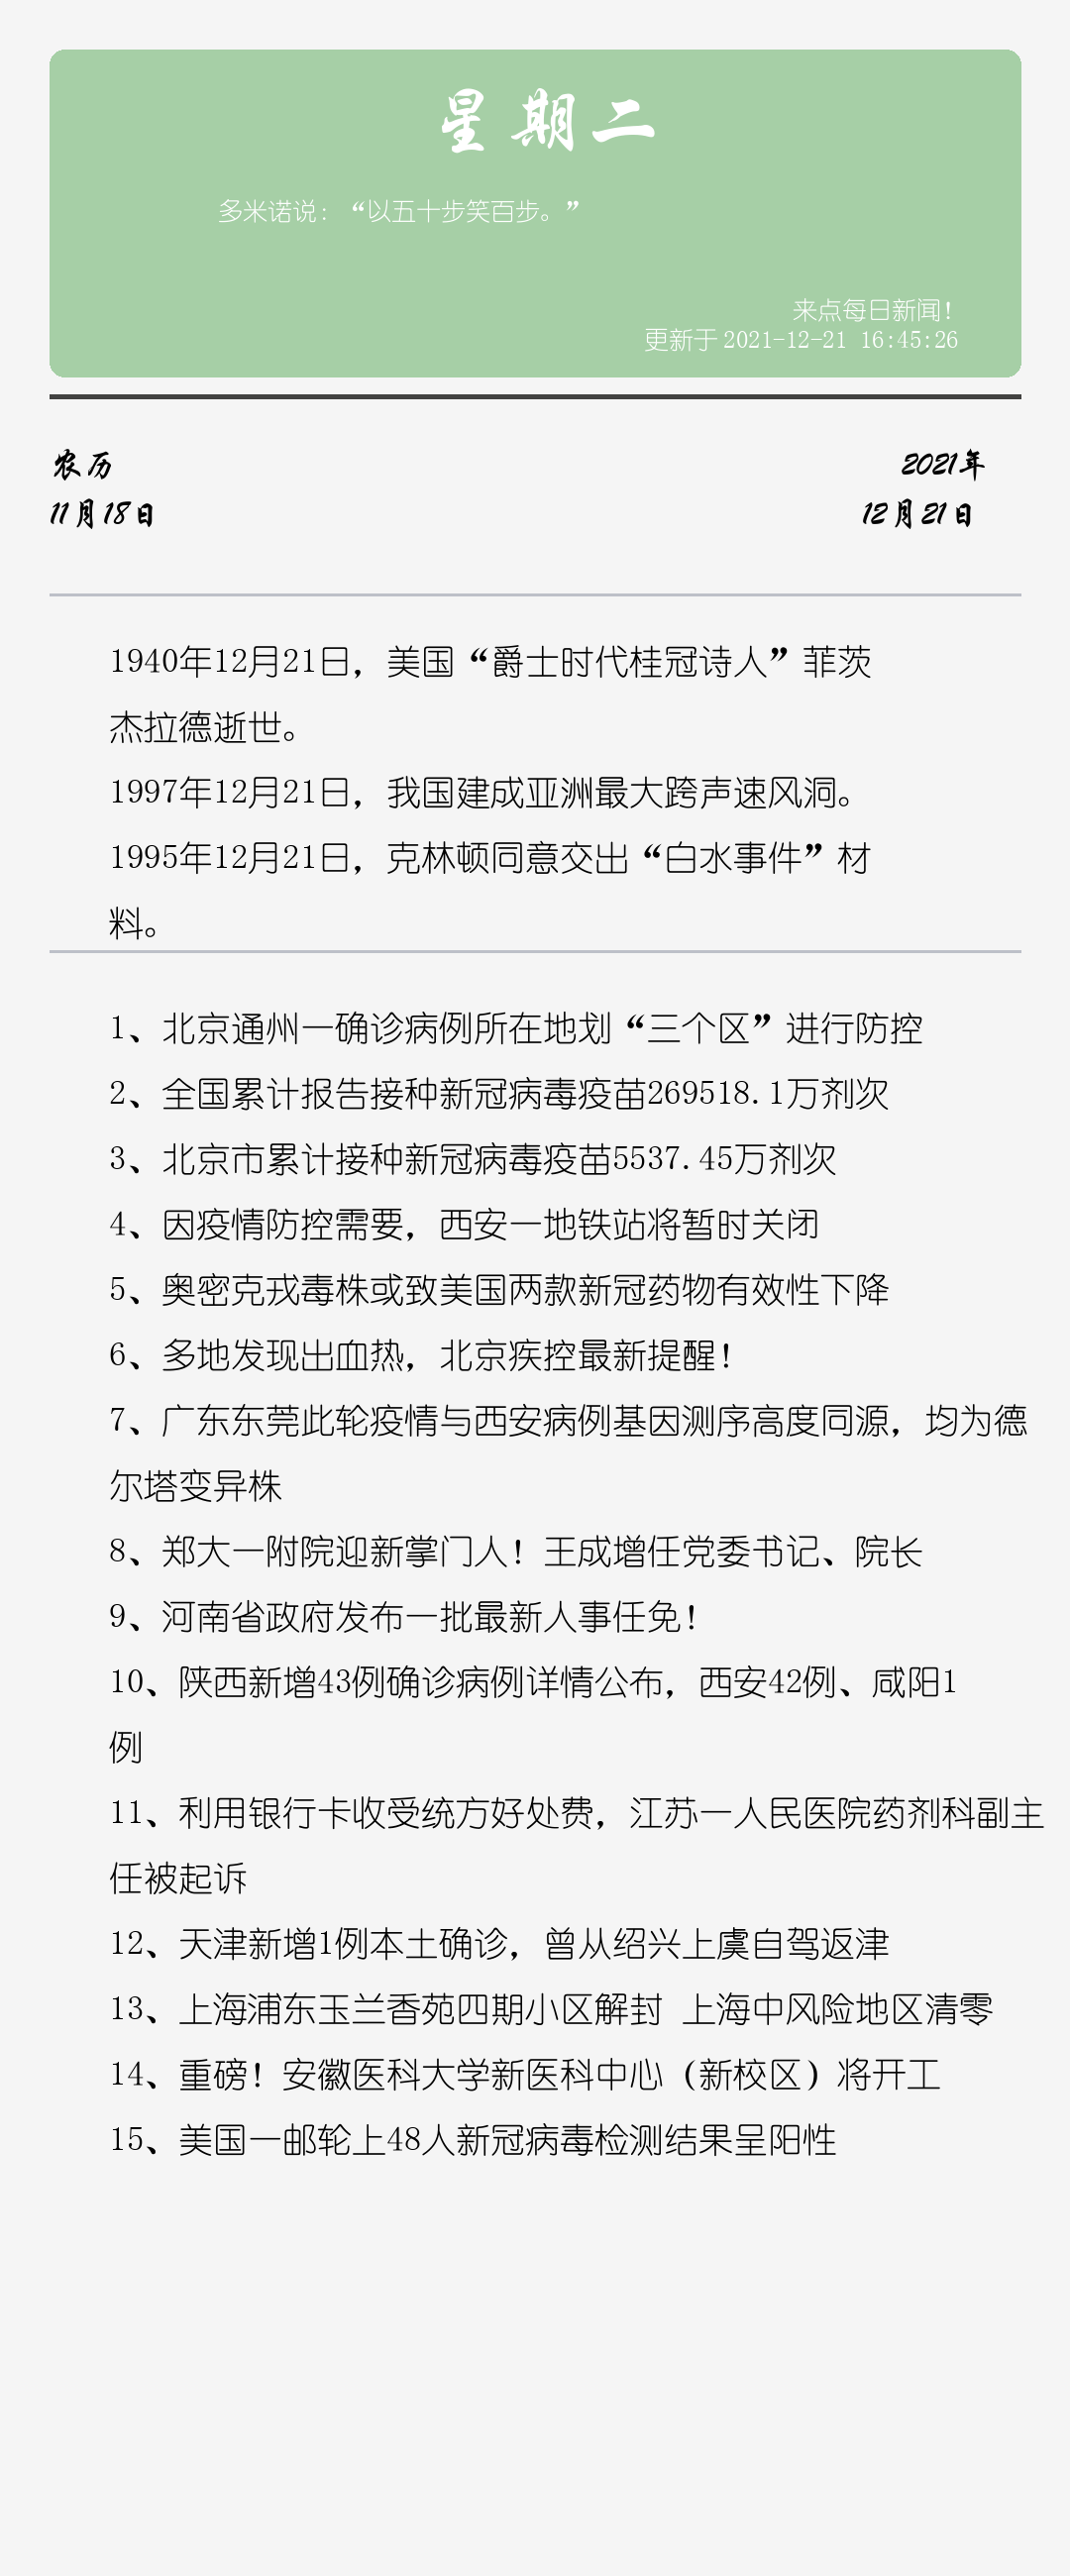 星期二
多米诺说：“以五十步笑百步。”
来点每日新闻！
更新于 2021-12-21 16:45:26
农历
2021年
11月18日
12月21日
1940年12月21日，美国“爵士时代桂冠诗人”菲茨
杰拉德逝世。
1997年12月21日，我国建成亚洲最大跨声速风洞。
1995年12月21日，克林顿同意交出“白水事件”材
料。
1、北京通州一确诊病例所在地划“三个区”进行防控
2、全国累计报告接种新冠病毒疫苗269518.1万剂次
3、北京市累计接种新冠病毒疫苗5537.45万剂次
4、因疫情防控需要，西安一地铁站将暂时关闭
5、奥密克戎毒株或致美国两款新冠药物有效性下降
6、多地发现出血热，北京疾控最新提醒！
7、广东东莞此轮疫情与西安病例基因测序高度同源，均为德
尔塔变异株
8、郑大一附院迎新掌门人！王成增任党委书记、院长
9、河南省政府发布一批最新人事任免！
10、陕西新增43例确诊病例详情公布，西安42例、咸阳1
例
11、利用银行卡收受统方好处费，江苏一人民医院药剂科副主
任被起诉
12、天津新增1例本土确诊，曾从绍兴上虞自驾返津
13、上海浦东玉兰香苑四期小区解封 上海中风险地区清零
14、重磅！安徽医科大学新医科中心（新校区）将开工
15、美国一邮轮上48人新冠病毒检测结果呈阳性